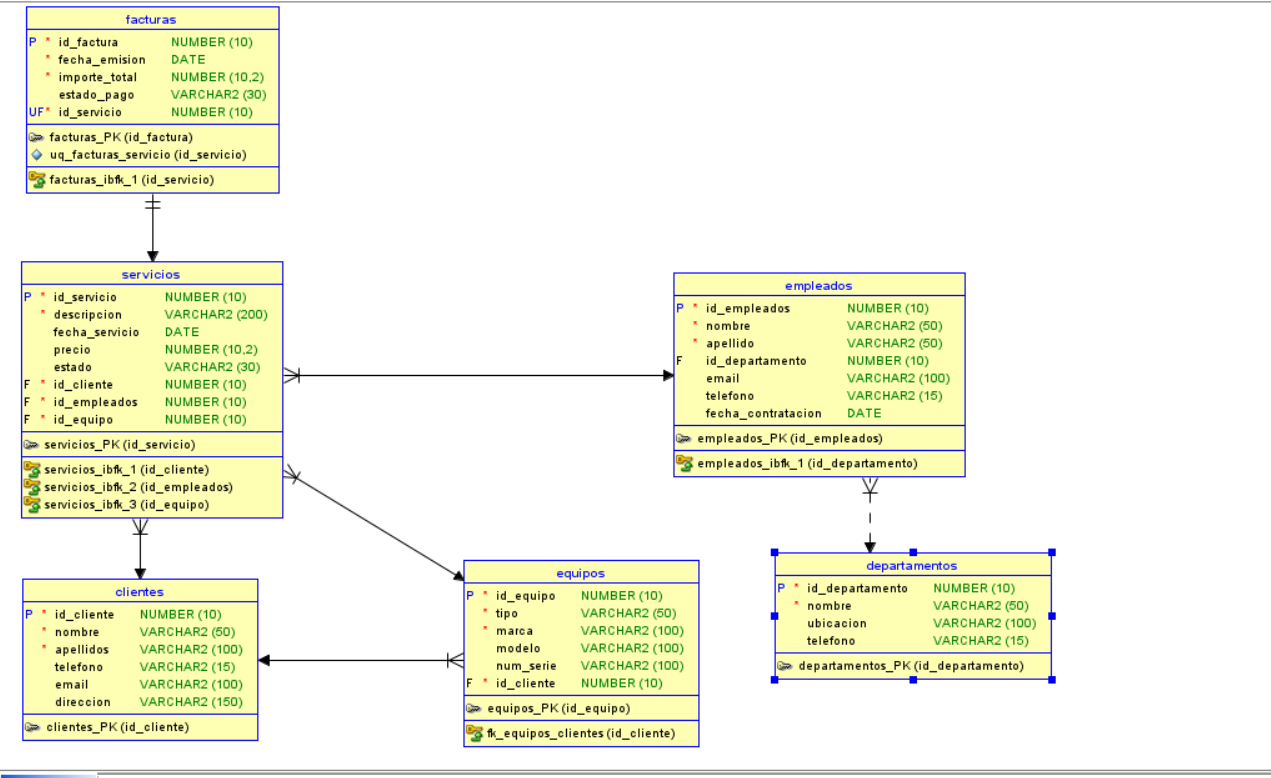 facturas
P * id_factura NUMBER (10)
* fecha_emision DATE
* importe_total NUMBER (10,2)
estado_pago VARCHAR2 (30)
UF* id_servicio NUMBER (10)
facturas_PK (id_factura)
uq_facturas_servicio (id_servicio)
facturas_ibfk_1 (id_servicio)
servicios
P * id_servicio NUMBER (10)
* descripcion VARCHAR2 (200)
fecha_servicio DATE
precio NUMBER (10,2)
estado VARCHAR2 (30)
F * id_cliente NUMBER (10)
F * id_empleados NUMBER (10)
F * id_equipo NUMBER (10)
servicios_PK (id_servicio)
servicios_ibfk_1 (id_cliente)
servicios_ibfk_2 (id_empleados)
servicios_ibfk_3 (id_equipo)
empleados
P * id_empleados NUMBER (10)
* nombre VARCHAR2 (50)
* apellido VARCHAR2 (50)
F id_departamento NUMBER (10)
email VARCHAR2 (100)
telefono VARCHAR2 (15)
fecha_contratacion DATE
empleados_PK (id_empleados)
empleados_ibfk_1 (id_departamento)
clientes
P * id_cliente NUMBER (10)
* nombre VARCHAR2 (50)
* apellidos VARCHAR2 (100)
telefono VARCHAR2 (15)
email VARCHAR2 (100)
direccion VARCHAR2 (150)
clientes_PK (id_cliente)
equipos
P * id_equipo NUMBER (10)
* tipo VARCHAR2 (50)
* marca VARCHAR2 (100)
modelo VARCHAR2 (100)
num_serie VARCHAR2 (100)
F * id_cliente NUMBER (10)
equipos_PK (id_equipo)
fk_equipos_clientes (id_cliente)
departamentos
P * id_departamento NUMBER (10)
* nombre VARCHAR2 (50)
ubicacion VARCHAR2 (100)
telefono VARCHAR2 (15)
departamentos_PK (id_departamento)